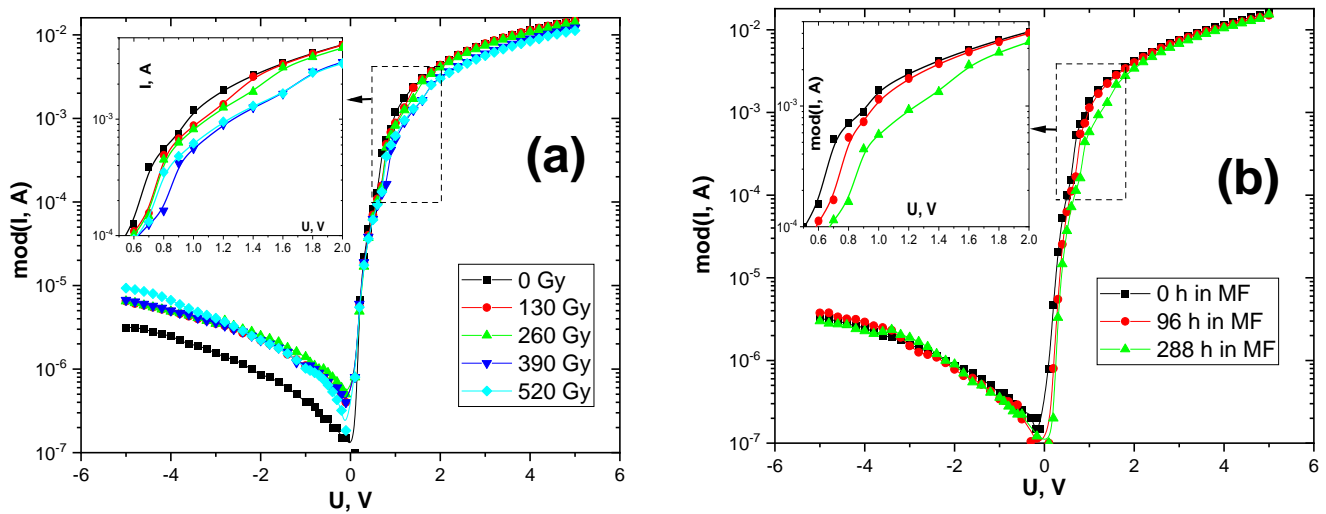 (a)
mod(I, A)
10^-2
10^-3
10^-4
10^-5
10^-6
10^-7
-6 -4 -2 0 2 4 6
U, V
I, A
10^-3
10^-4
0.6 0.8 1.0 1.2 1.4 1.6 1.8 2.0
U, V
0 Gy
130 Gy
260 Gy
390 Gy
520 Gy
(b)
mod(I, A)
10^-2
10^-3
10^-4
10^-5
10^-6
10^-7
-6 -4 -2 0 2 4 6
U, V
mod(I, A)
10^-3
10^-4
0.6 0.8 1.0 1.2 1.4 1.6 1.8 2.0
U, V
0 h in MF
96 h in MF
288 h in MF